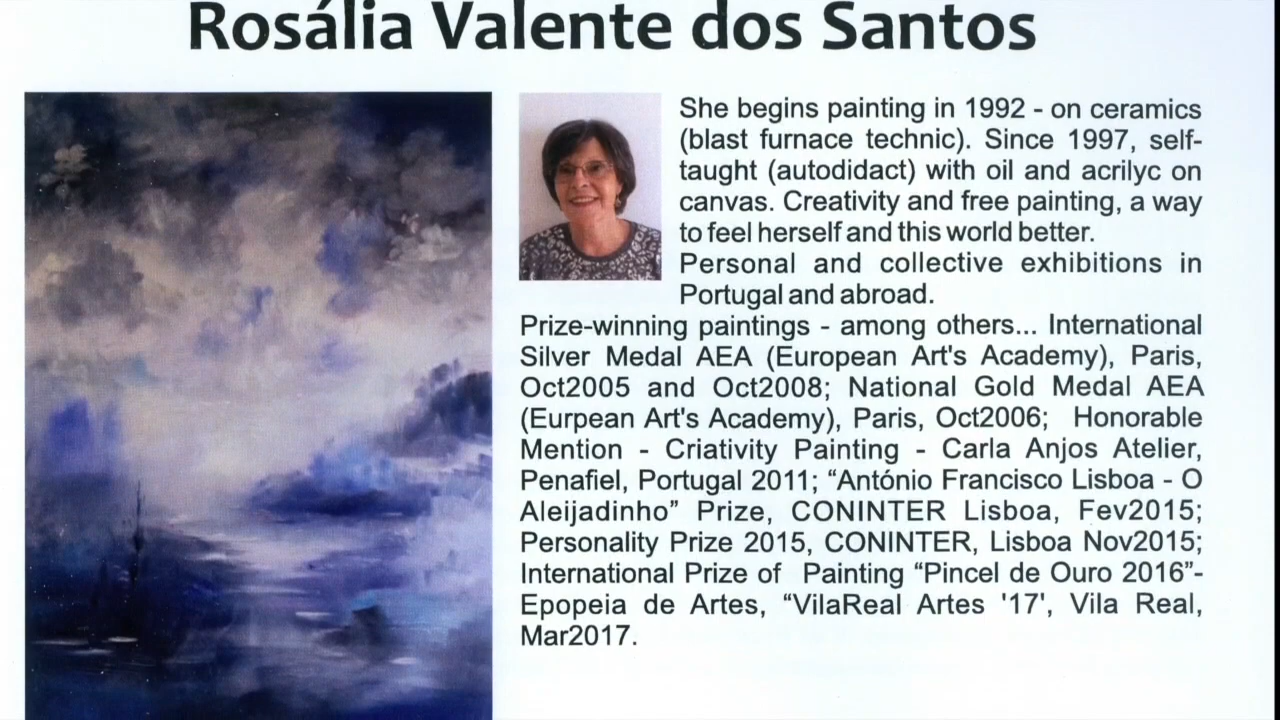 Rosália Valente dos Santos
She begins painting in 1992 - on ceramics
(blast furnace technic). Since 1997, self-
taught (autodidact) with oil and acrilyc on
canvas. Creativity and free painting, a way
to feel herself and this world better.
Personal and collective exhibitions in
Portugal and abroad.
Prize-winning paintings - among others... International
Silver Medal AEA (European Art's Academy), Paris,
Oct2005 and Oct2008; National Gold Medal AEA
(Eurpean Art's Academy), Paris, Oct2006; Honorable
Mention - Criativity Painting - Carla Anjos Atelier,
Penafiel, Portugal 2011; “António Francisco Lisboa - O
Aleijadinho” Prize, CONINTER Lisboa, Fev2015;
Personality Prize 2015, CONINTER, Lisboa Nov2015;
International Prize of Painting “Pincel de Ouro 2016”-
Epopeia de Artes, “VilaReal Artes '17', Vila Real,
Mar2017.